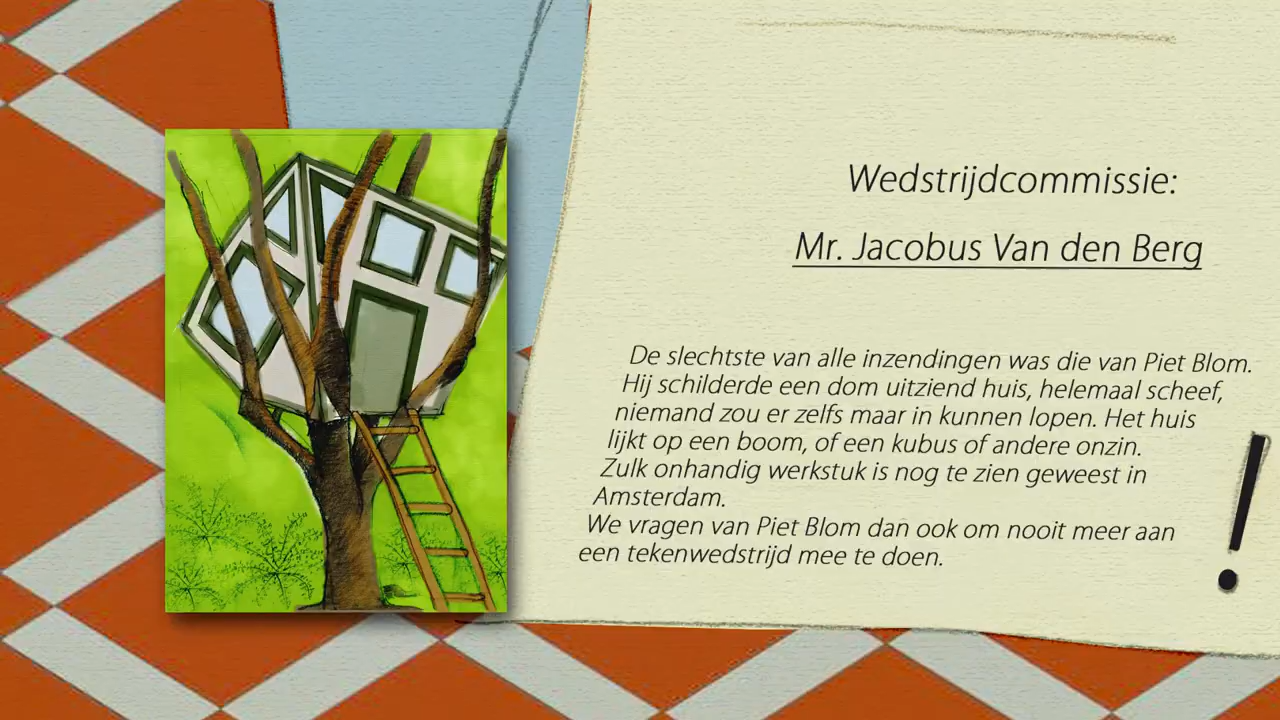 Wedstrijdcommissie:
Mr. Jacobus Van den Berg
De slechtste van alle inzendingen was die van Piet Blom.
Hij schilderde een dom uitziend huis, helemaal scheef,
niemand zou er zelfs maar in kunnen lopen. Het huis
lijkt op een boom, of een kubus of andere onzin.
Zulk onhandig werkstuk is nog te zien geweest in
Amsterdam.
We vragen van Piet Blom dan ook om nooit meer aan
een tekenwedstrijd mee te doen.
!